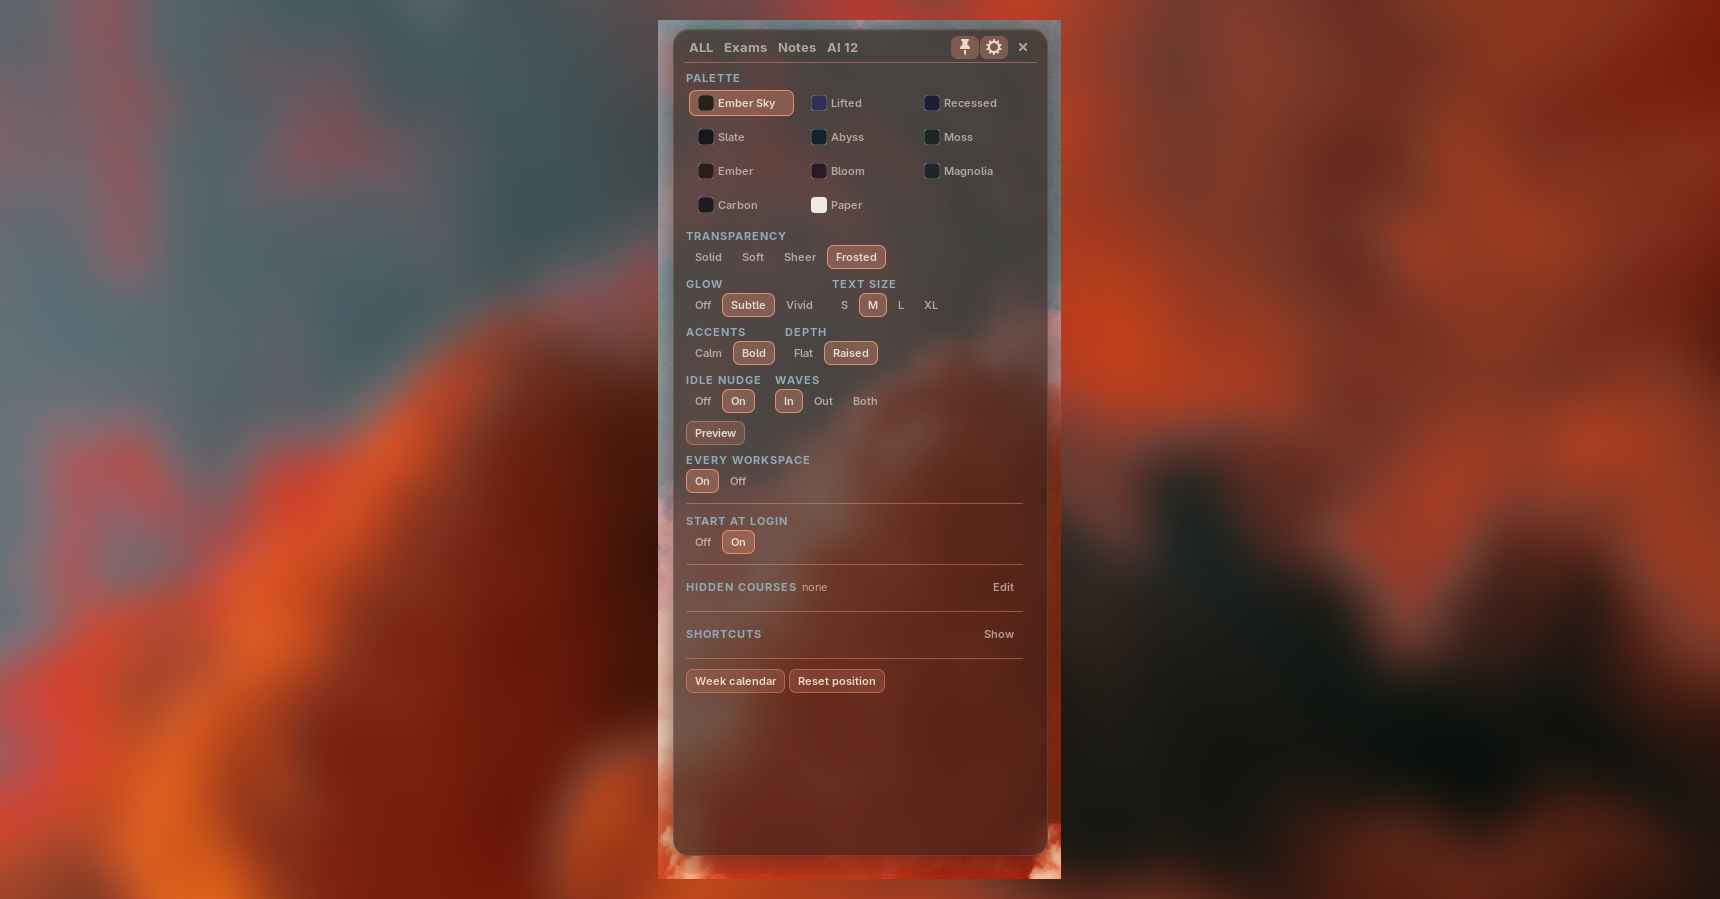 ALL Exams Notes AI 12 ×
PALETTE
Ember Sky Lifted Recessed
Slate Abyss Moss
Ember Bloom Magnolia
Carbon Paper
TRANSPARENCY
Solid Soft Sheer Frosted
GLOW TEXT SIZE
Off Subtle Vivid S M L XL
ACCENTS DEPTH
Calm Bold Flat Raised
IDLE NUDGE WAVES
Off On In Out Both
Preview
EVERY WORKSPACE
On Off
START AT LOGIN
Off On
HIDDEN COURSES none Edit
SHORTCUTS Show
Week calendar Reset position